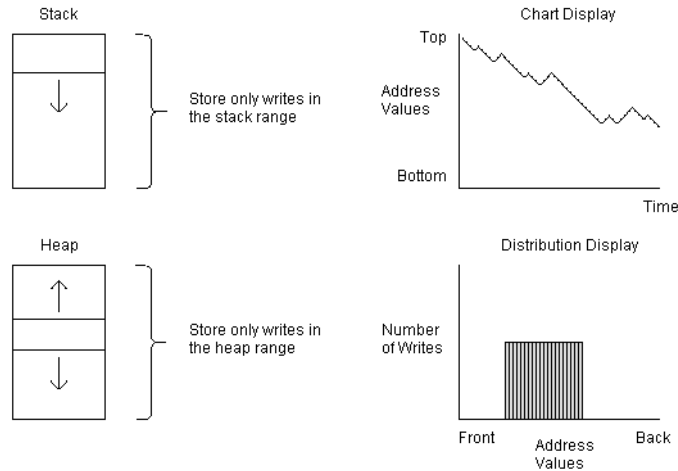 Stack
Store only writes in
the stack range
Chart Display
Top
Address
Values
Bottom
Time
Heap
Store only writes in
the heap range
Distribution Display
Number
of Writes
Front
Address
Values
Back